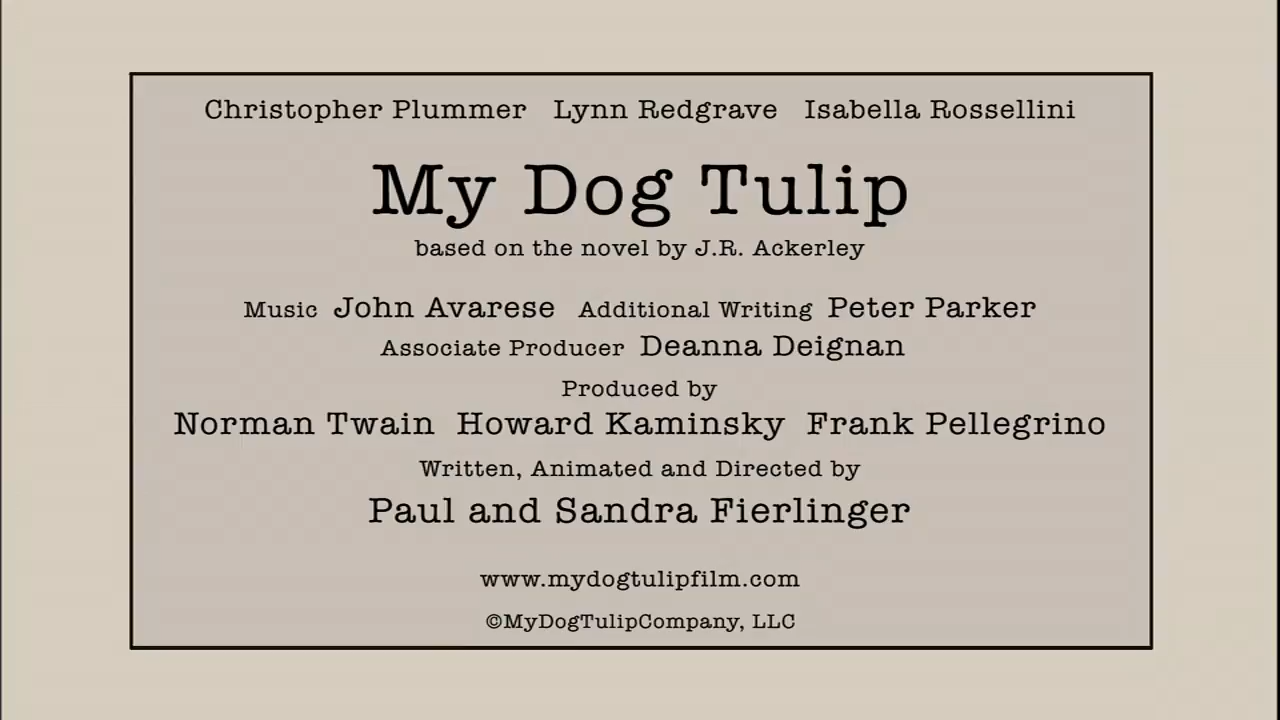 Christopher Plummer Lynn Redgrave Isabella Rossellini
My Dog Tulip
based on the novel by J.R. Ackerley
Music John Avarese Additional Writing Peter Parker
Associate Producer Deanna Deignan
Produced by
Norman Twain Howard Kaminsky Frank Pellegrino
Written, Animated and Directed by
Paul and Sandra Fierlinger
www.mydogtulipfilm.com
©MyDogTulipCompany, LLC